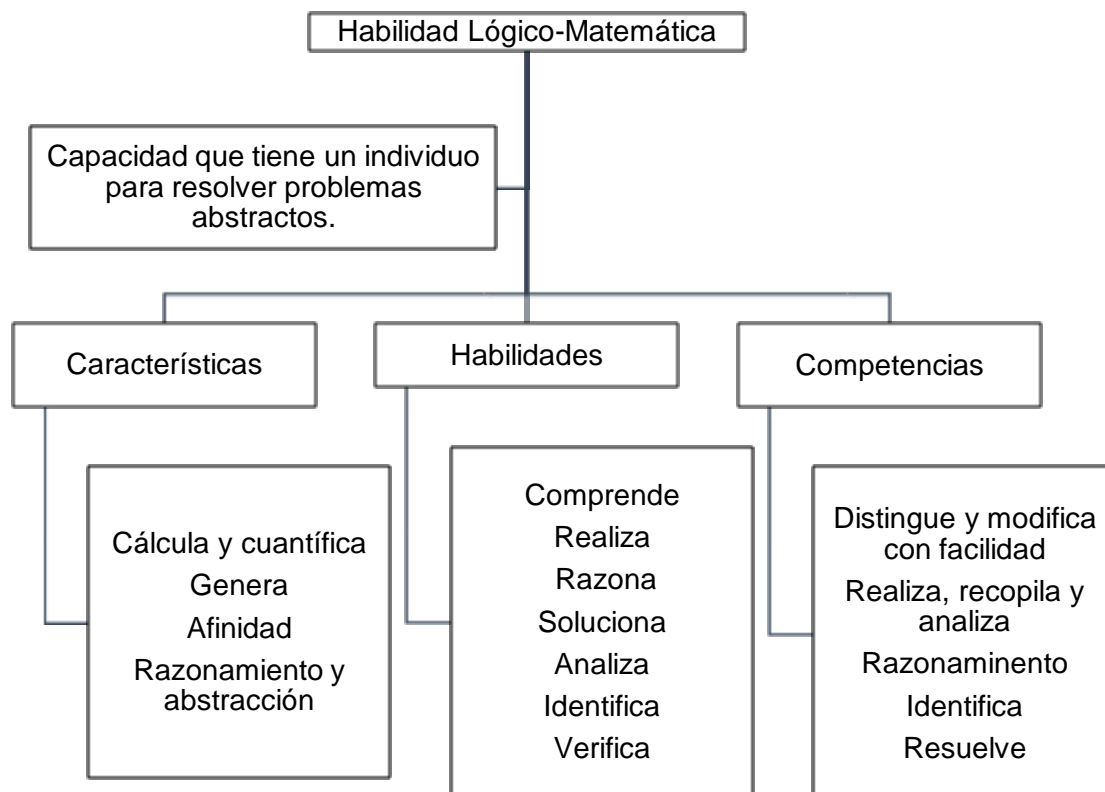 Habilidad Lógico-Matemática
Capacidad que tiene un individuo
para resolver problemas
abstractos.
Características
Habilidades
Competencias
Cálcula y cuantífica
Genera
Afinidad
Razonamiento y
abstracción
Comprende
Realiza
Razona
Soluciona
Analiza
Identifica
Verifica
Distingue y modifica
con facilidad
Realiza, recopila y
analiza
Razonaminento
Identifica
Resuelve